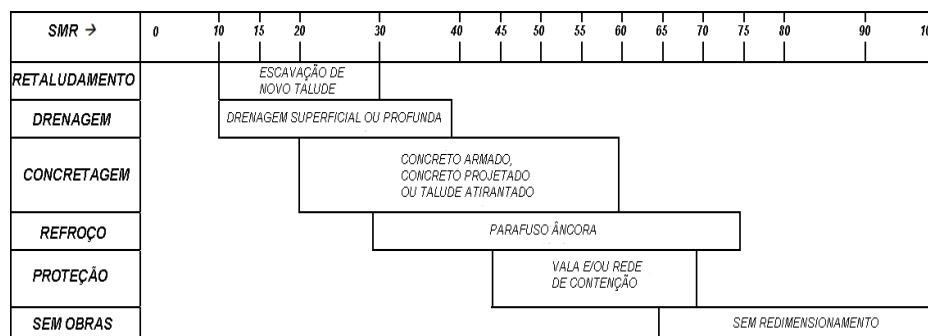 SMR → 0 10 15 20 30 40 45 50 55 60 65 70 75 80 90 100
RETALUDAMENTO
ESCAVAÇÃO DE
NOVO TALUDE
DRENAGEM
DRENAGEM SUPERFICIAL OU PROFUNDA
CONCRETAGEM
CONCRETO ARMADO,
CONCRETO PROJETADO
OU TALUDE ATIRANTADO
REFROÇO
PARAFUSO ÂNCORA
PROTEÇÃO
VALA E/OU REDE
DE CONTENÇÃO
SEM OBRAS
SEM REDIMENSIONAMENTO